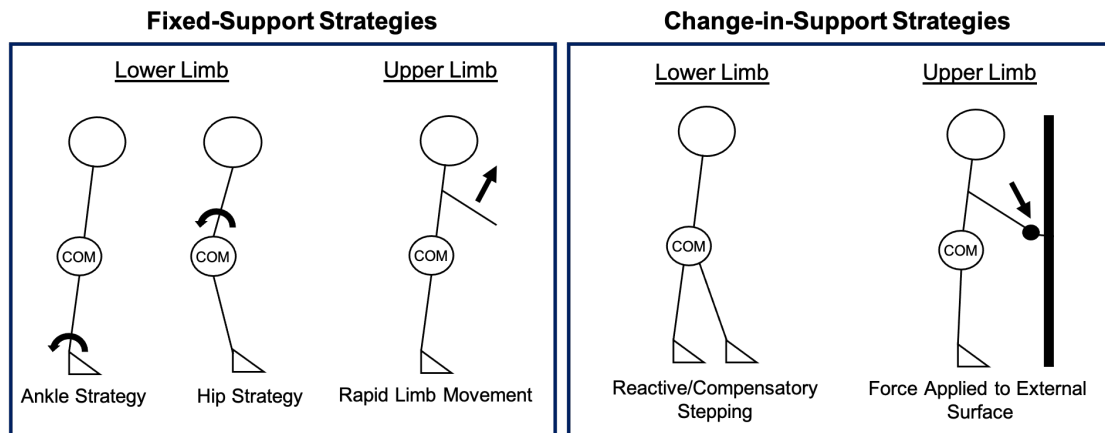 Fixed-Support Strategies
Lower Limb
Upper Limb
COM
COM
COM
Ankle Strategy
Hip Strategy
Rapid Limb Movement
Change-in-Support Strategies
Lower Limb
Upper Limb
COM
COM
Reactive/Compensatory
Stepping
Force Applied to External
Surface